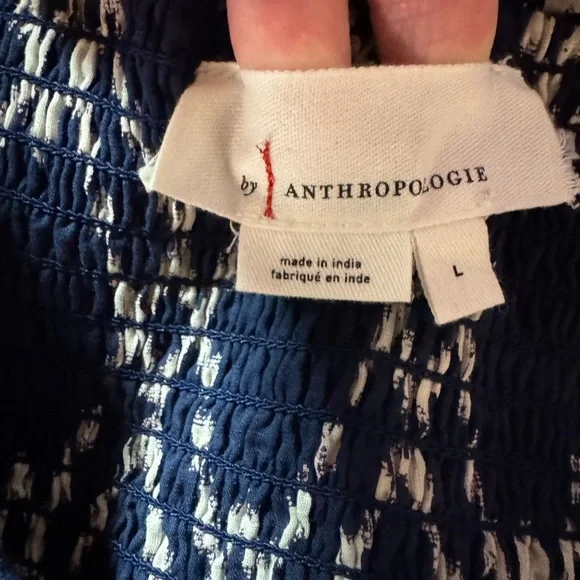 by ANTHROPOLOGIE
made in india
fabriqué en inde
L